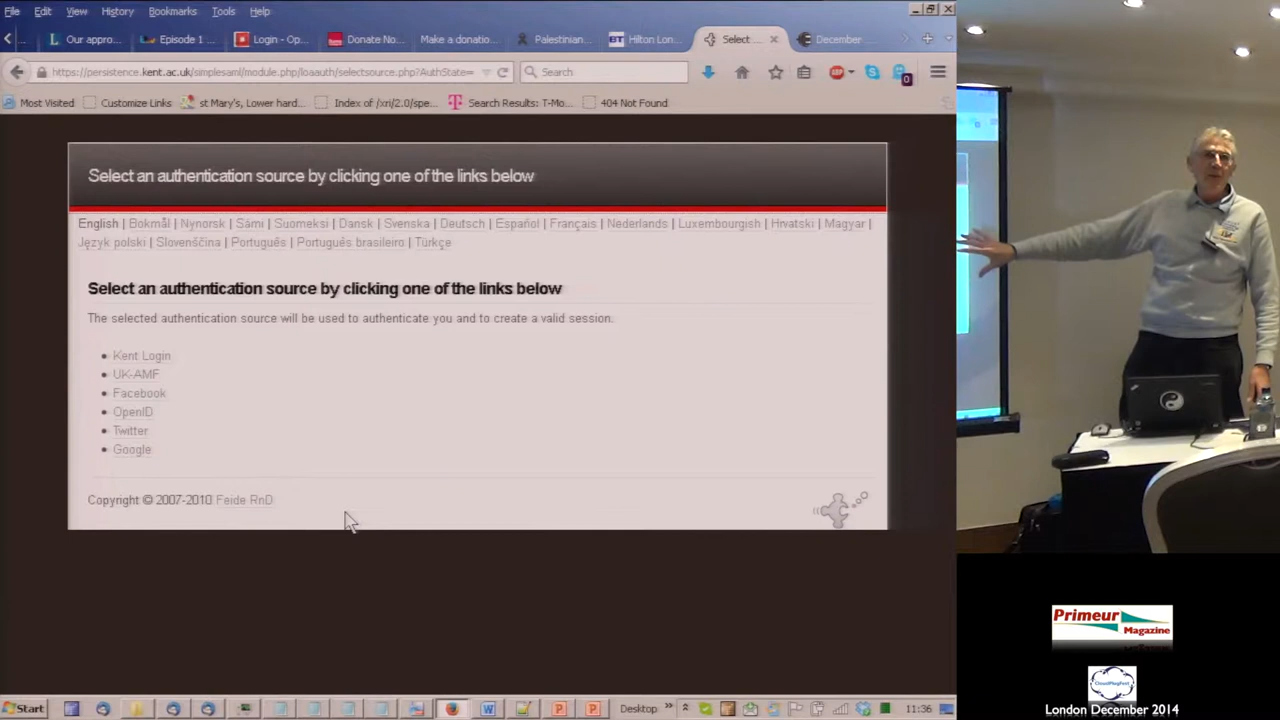 File Edit View History Bookmarks Tools Help
... Our appro... Episode 1 ... Login - Op... Donate No... Make a donatio... Palestinian... Hilton Lon... Select ... December
https://persistence.kent.ac.uk/simplesaml/module.php/loaauth/selectsource.php?AuthState= Search 0
Most Visited Customize Links st Mary's, Lower hard... Index of /xri/2.0/spe... Search Results: T-Mo... 404 Not Found
Select an authentication source by clicking one of the links below
English | Bokmål | Nynorsk | Sámi | Suomeksi | Dansk | Svenska | Deutsch | Español | Français | Nederlands | Luxembourgish | Hrvatski | Magyar |
Język polski | Slovenščina | Português | Português brasileiro | Türkçe
Select an authentication source by clicking one of the links below
The selected authentication source will be used to authenticate you and to create a valid session.
Kent Login
UK-AMF
Facebook
OpenID
Twitter
Google
Copyright © 2007-2010 Feide RnD
Start Desktop 11:36
Primeur
Magazine
London December 2014